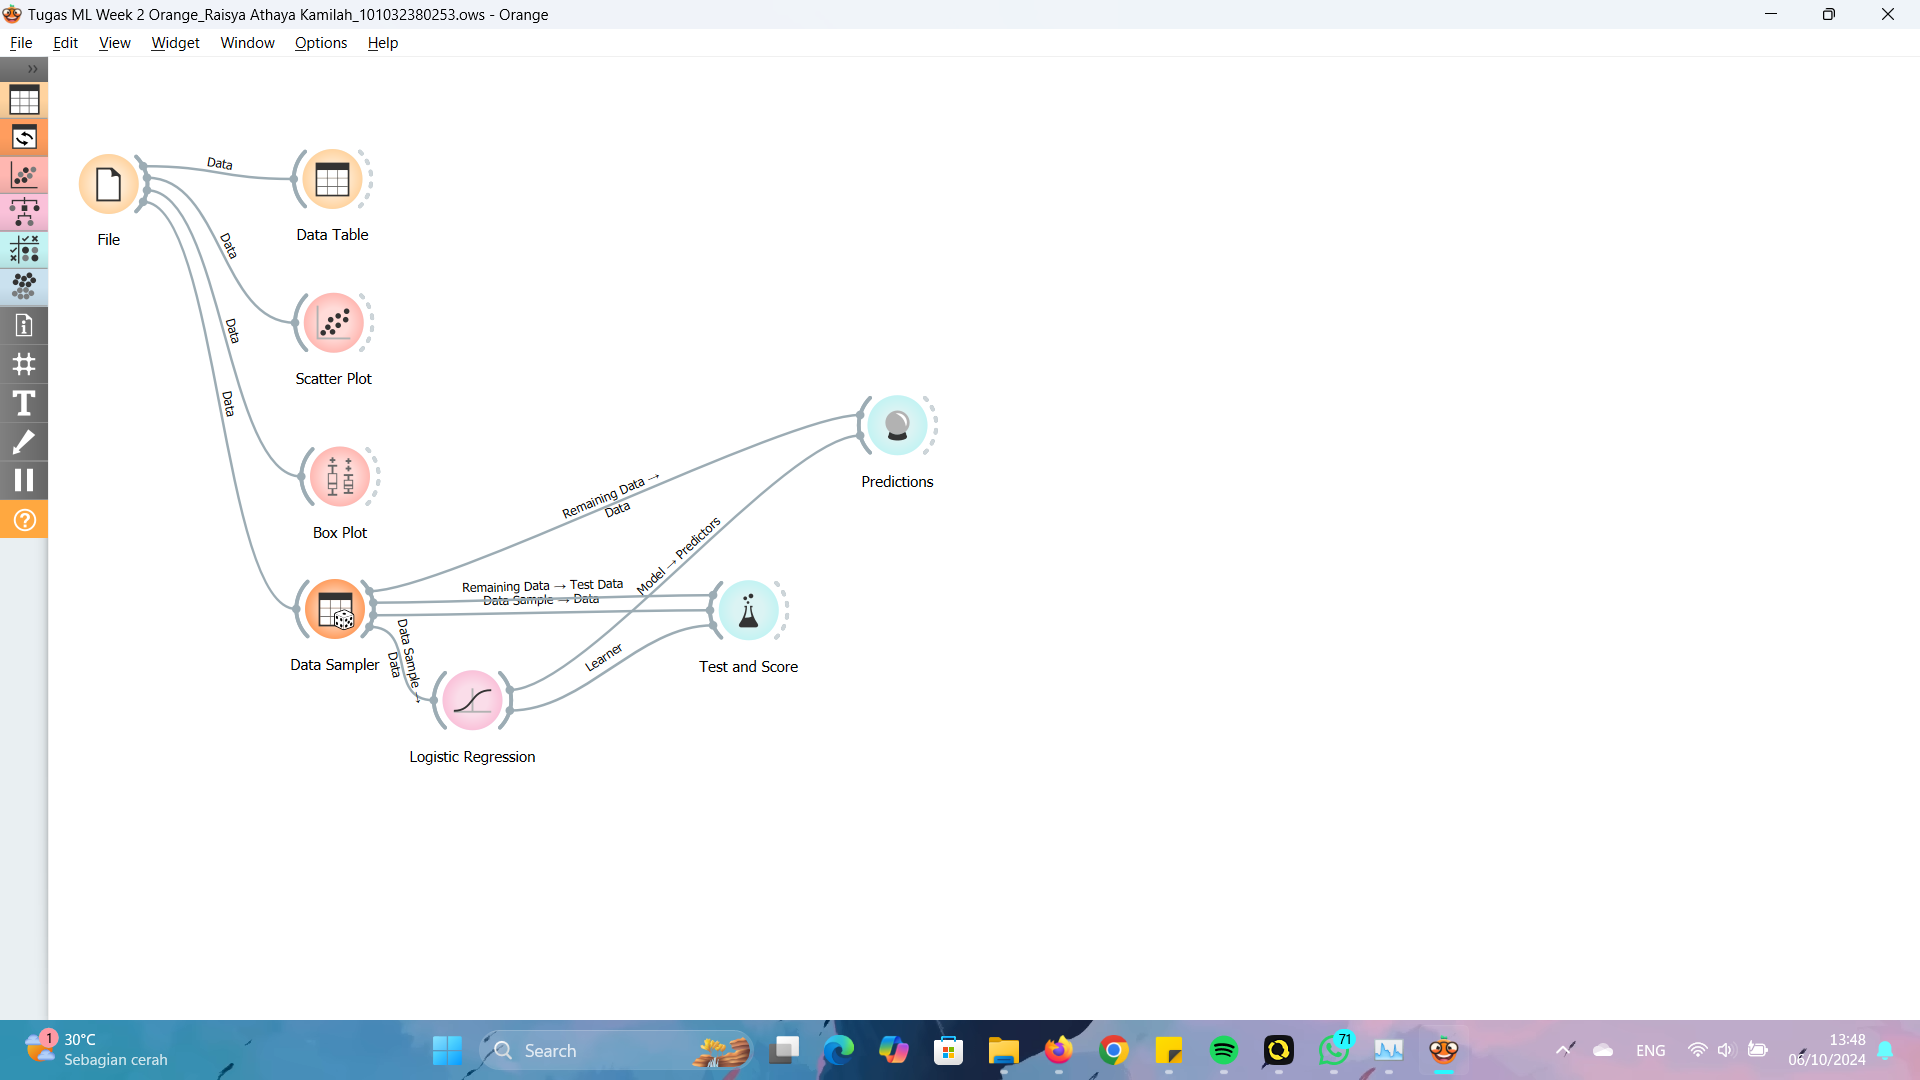 Tugas ML Week 2 Orange_Raisya Athaya Kamilah_101032380253.ows - Orange
File Edit View Widget Window Options Help
Data
File
Data Table
Data
Scatter Plot
Data
Data
Box Plot
Predictions
Remaining Data → Data
Model → Predictors
Remaining Data → Test Data
Data Sample → Data
Data Sampler
Data Sample → Data
Learner
Test and Score
Logistic Regression
1
30°C
Sebagian cerah
Search
71
ENG
13:48
06/10/2024